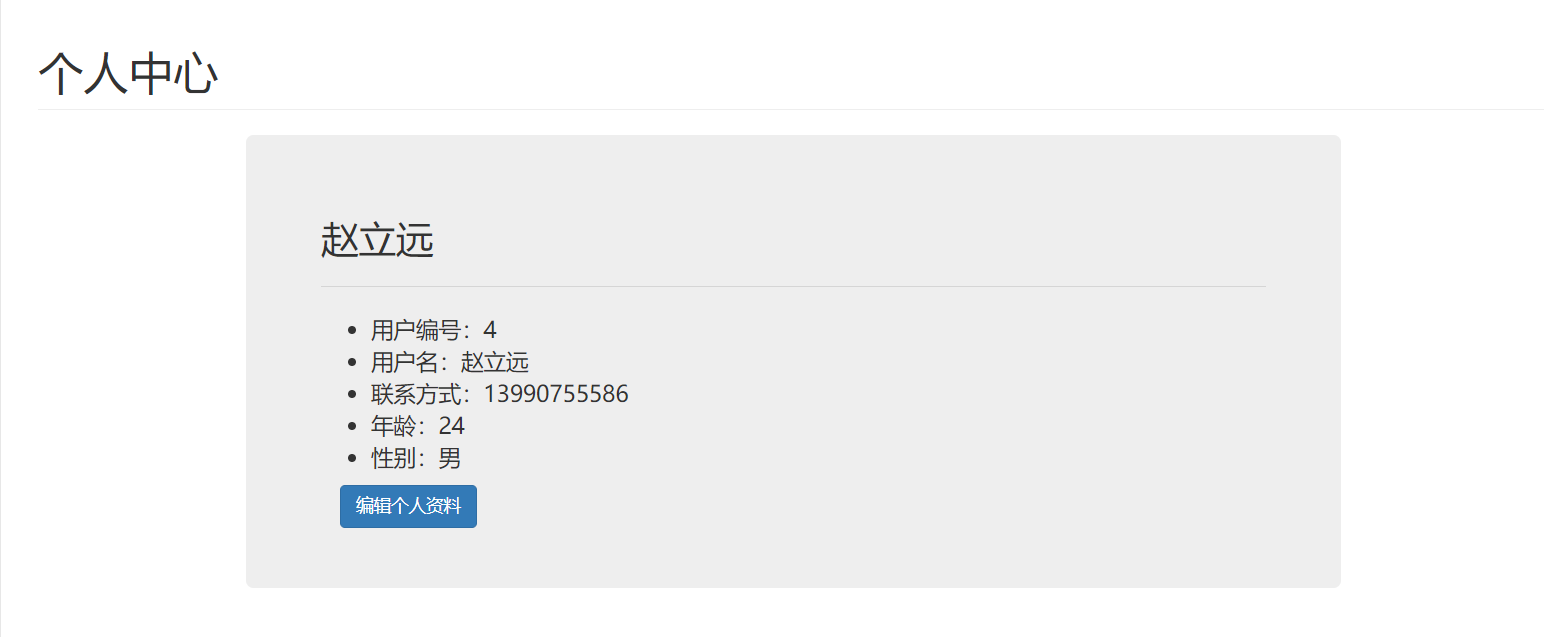 个人中心
赵立远
用户编号：4
用户名：赵立远
联系方式：13990755586
年龄：24
性别：男
编辑个人资料